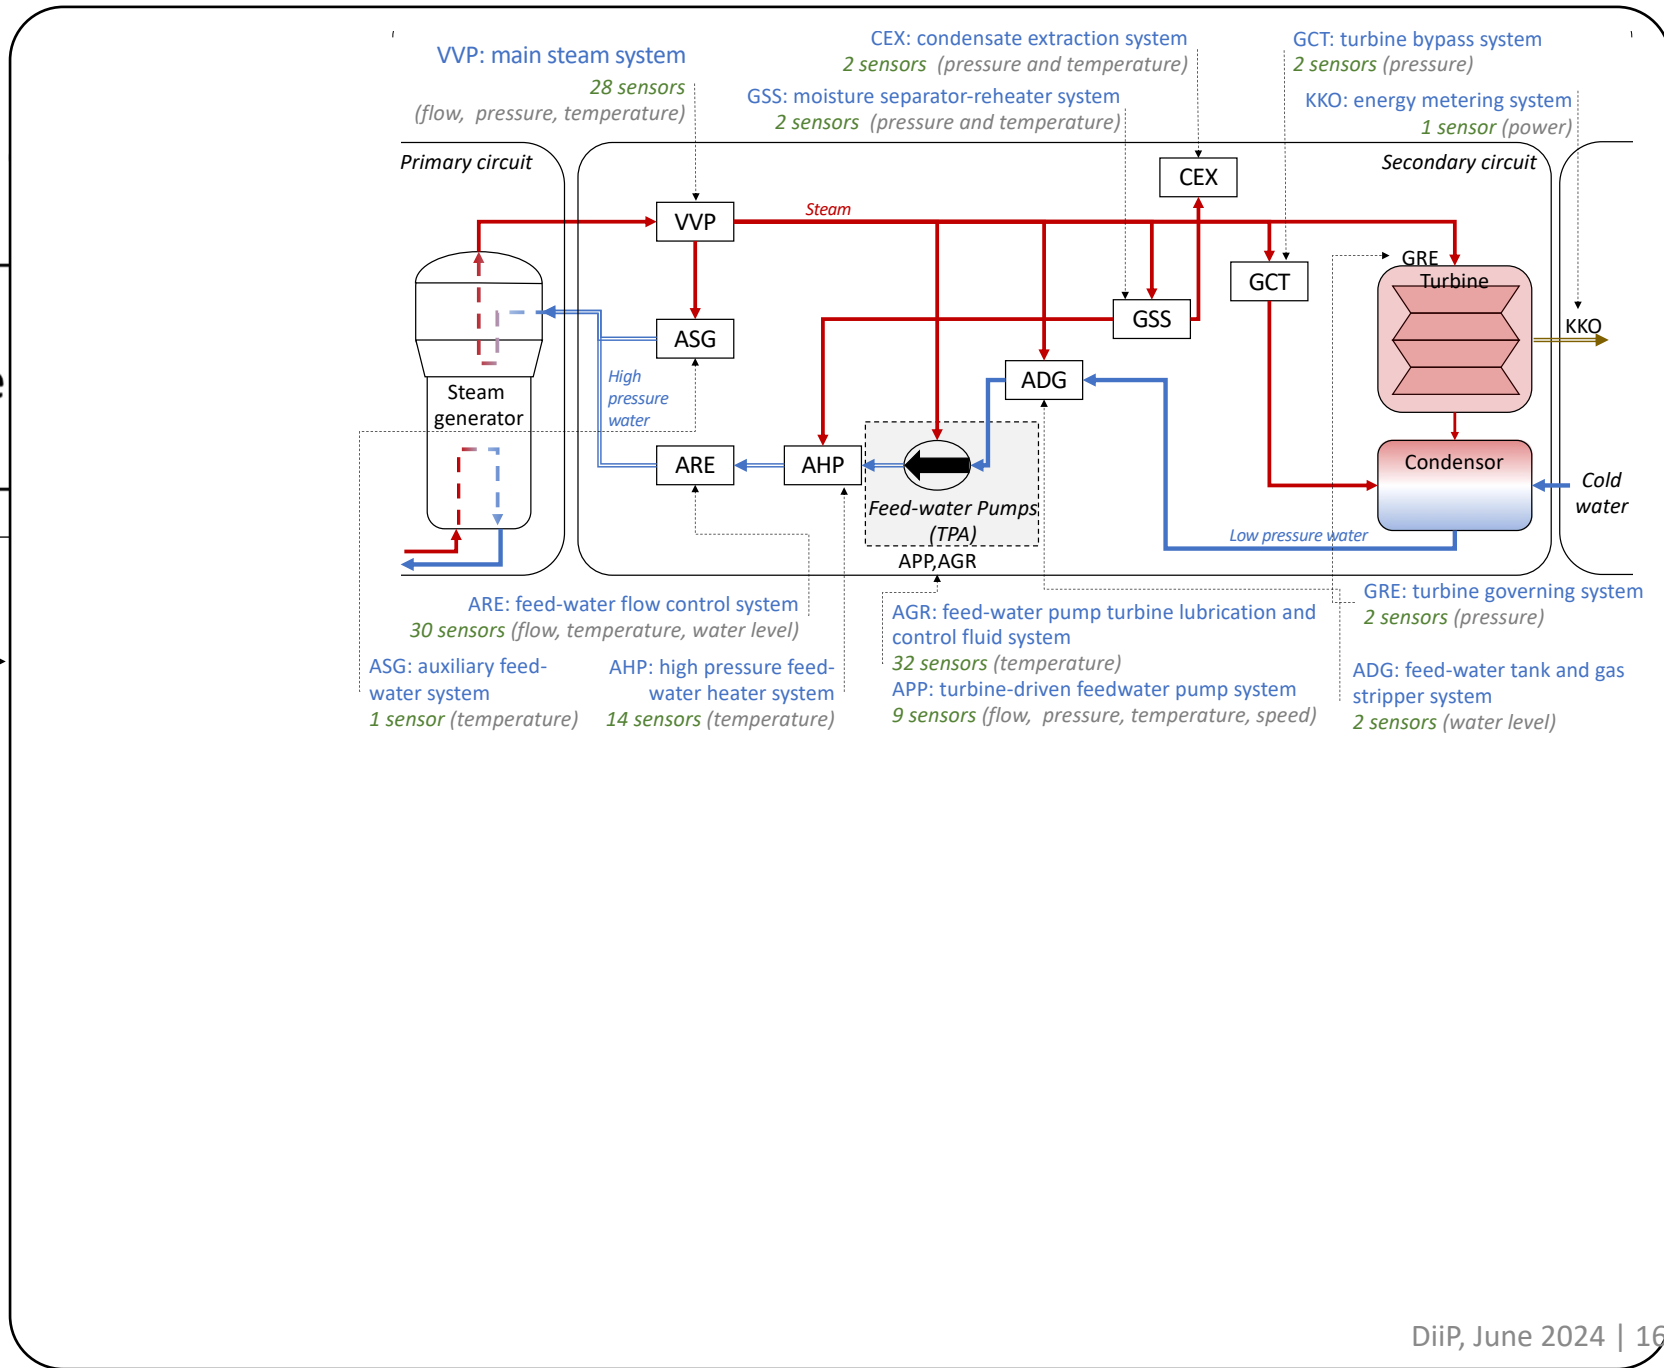 VVP: main steam system
28 sensors
(flow, pressure, temperature)
CEX: condensate extraction system
2 sensors (pressure and temperature)
GSS: moisture separator-reheater system
2 sensors (pressure and temperature)
GCT: turbine bypass system
2 sensors (pressure)
KKO: energy metering system
1 sensor (power)
Primary circuit
Secondary circuit
CEX
VVP
Steam
GRE
Turbine
GCT
GSS
KKO
ASG
High
pressure
water
ADG
Steam
generator
ARE
AHP
Condensor
Cold
water
Feed-water Pumps
(TPA)
Low pressure water
APP,AGR
ARE: feed-water flow control system
30 sensors (flow, temperature, water level)
AGR: feed-water pump turbine lubrication and
control fluid system
32 sensors (temperature)
APP: turbine-driven feedwater pump system
9 sensors (flow, pressure, temperature, speed)
GRE: turbine governing system
2 sensors (pressure)
ASG: auxiliary feed-
water system
1 sensor (temperature)
AHP: high pressure feed-
water heater system
14 sensors (temperature)
ADG: feed-water tank and gas
stripper system
2 sensors (water level)
DiiP, June 2024 | 16